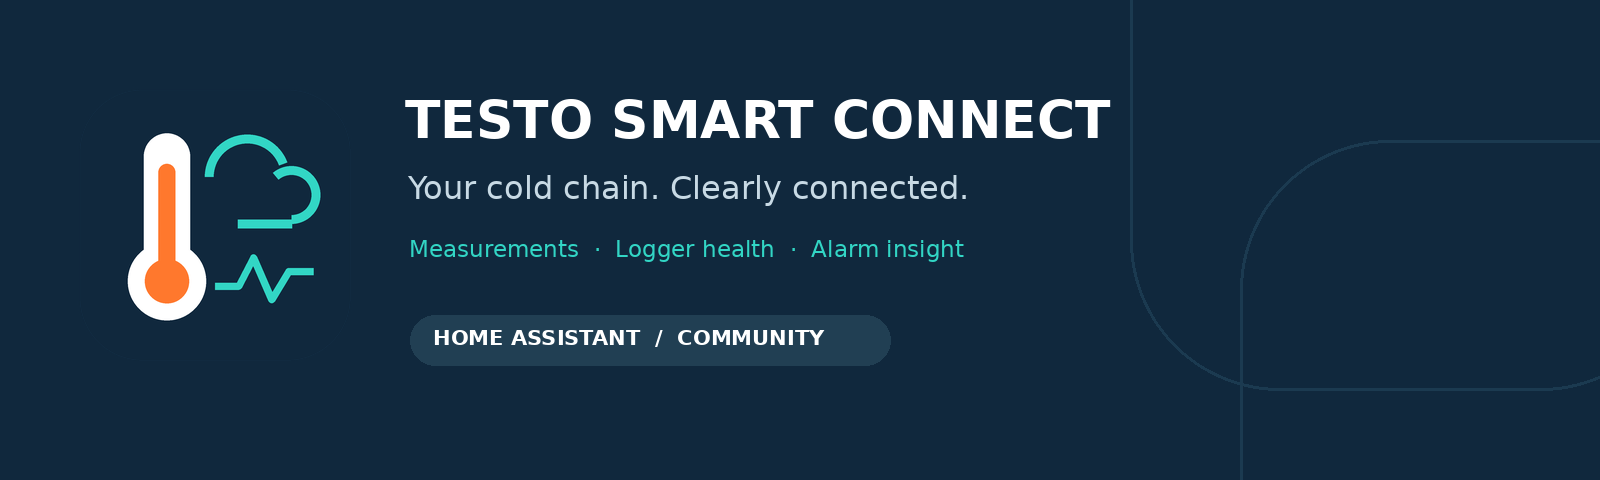 TESTO SMART CONNECT
Your cold chain. Clearly connected.
Measurements · Logger health · Alarm insight
HOME ASSISTANT / COMMUNITY